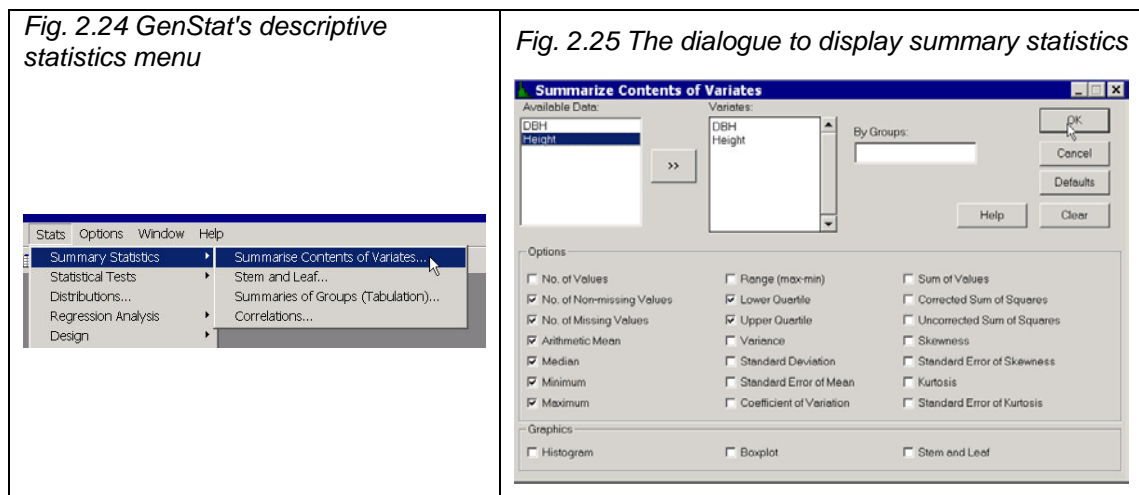 Fig. 2.24 GenStat's descriptive
statistics menu
Stats Options Window Help
Summary Statistics Summarise Contents of Variates...
Statistical Tests Stem and Leaf...
Distributions... Summaries of Groups (Tabulation)...
Regression Analysis Correlations...
Design
Fig. 2.25 The dialogue to display summary statistics
Summarize Contents of Variates
Available Data: Variates:
DBH DBH By Groups: OK
Height Height
>> Cancel
Defaults
Help Clear
Options
No. of Values Range (max-min) Sum of Values
No. of Non-missing Values Lower Quartile Corrected Sum of Squares
No. of Missing Values Upper Quartile Uncorrected Sum of Squares
Arithmetic Mean Variance Skewness
Median Standard Deviation Standard Error of Skewness
Minimum Standard Error of Mean Kurtosis
Maximum Coefficient of Variation Standard Error of Kurtosis
Graphics
Histogram Boxplot Stem and Leaf